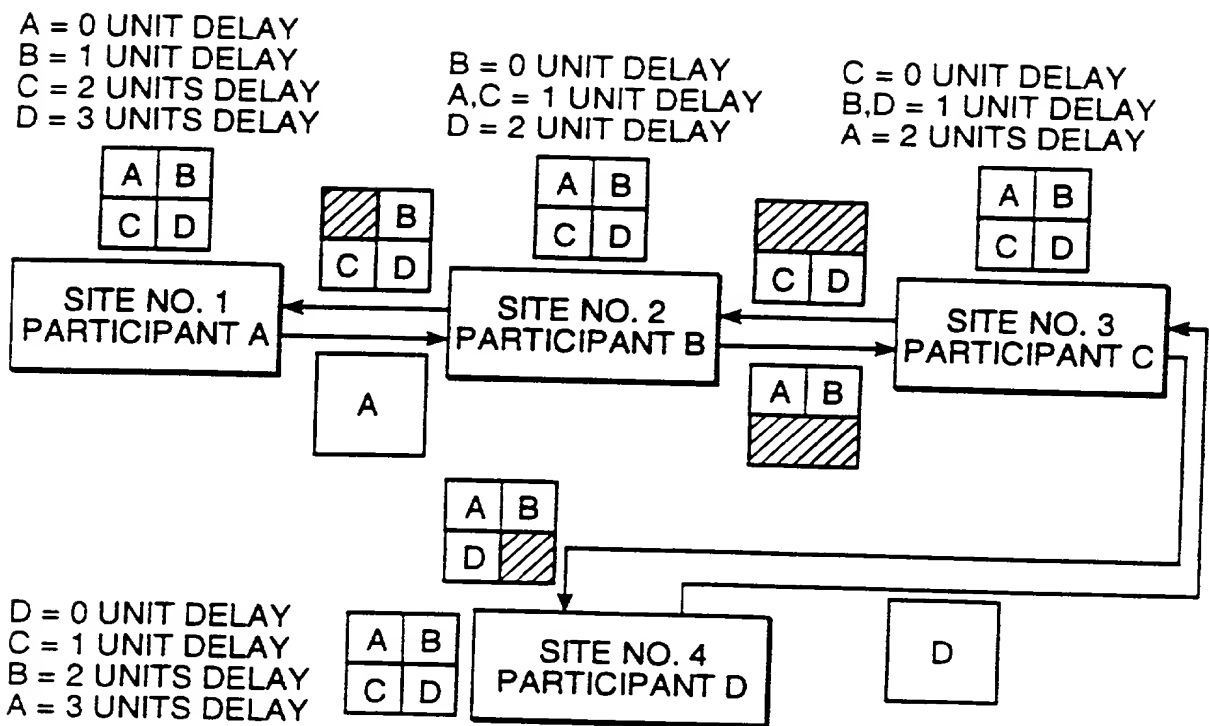 A = 0 UNIT DELAY
B = 1 UNIT DELAY
C = 2 UNITS DELAY
D = 3 UNITS DELAY
B = 0 UNIT DELAY
A,C = 1 UNIT DELAY
D = 2 UNIT DELAY
C = 0 UNIT DELAY
B,D = 1 UNIT DELAY
A = 2 UNITS DELAY
A B
C D
B
C D
A B
C D
C D
A B
C D
SITE NO. 1
PARTICIPANT A
SITE NO. 2
PARTICIPANT B
SITE NO. 3
PARTICIPANT C
A
A B
A B
D
D = 0 UNIT DELAY
C = 1 UNIT DELAY
B = 2 UNITS DELAY
A = 3 UNITS DELAY
A B
C D
SITE NO. 4
PARTICIPANT D
D